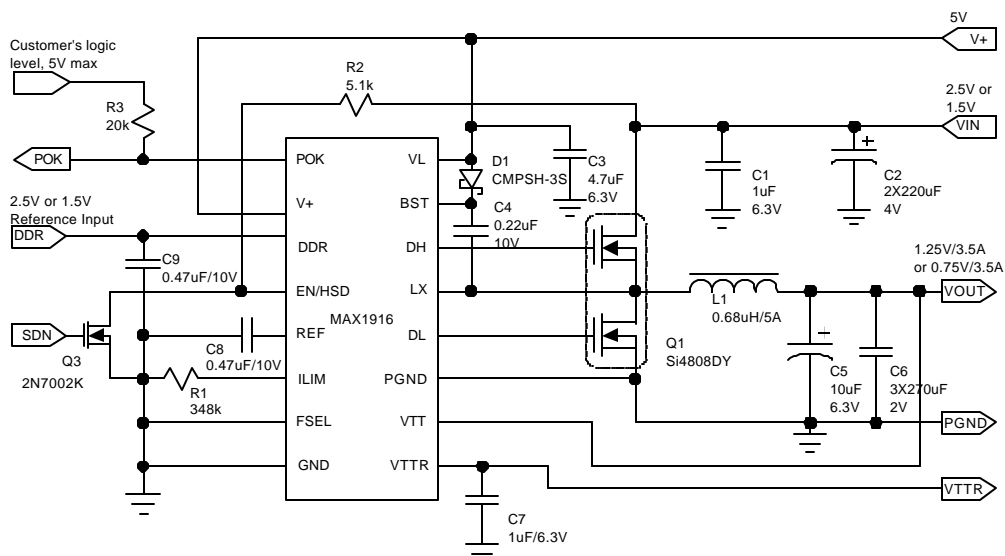 5V
V+
Customer's logic
level, 5V max
R2
5.1k
2.5V or
1.5V
VIN
R3
20k
POK
POK
VL
D1
CMPSH-3S
C3
4.7uF
6.3V
C1
1uF
6.3V
C2
2X220uF
4V
V+
BST
C4
0.22uF
10V
2.5V or 1.5V
Reference Input
DDR
DDR
DH
C9
0.47uF/10V
1.25V/3.5A
or 0.75V/3.5A
VOUT
EN/HSD
LX
L1
0.68uH/5A
MAX1916
SDN
REF
DL
Q3
2N7002K
C8
0.47uF/10V
Q1
Si4808DY
R1
348k
ILIM
PGND
C5
10uF
6.3V
C6
3X270uF
2V
FSEL
VTT
PGND
GND
VTTR
VTTR
C7
1uF/6.3V